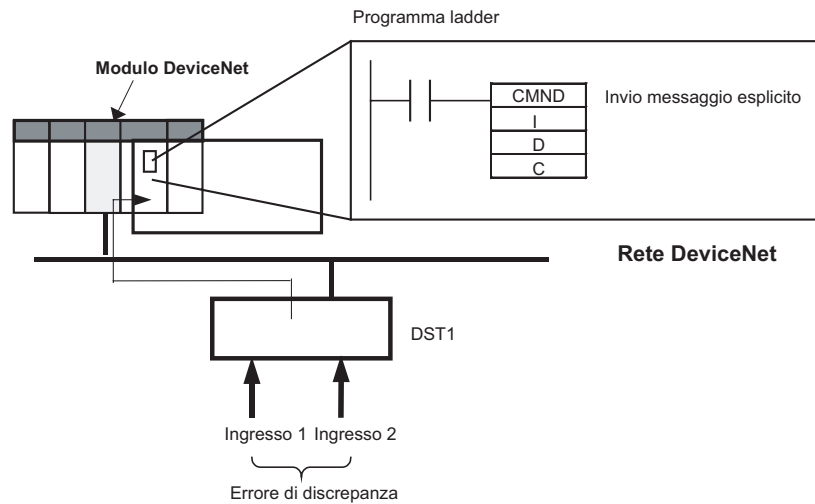 Programma ladder
Modulo DeviceNet
CMND
Invio messaggio esplicito
I
D
C
Rete DeviceNet
DST1
Ingresso 1
Ingresso 2
Errore di discrepanza